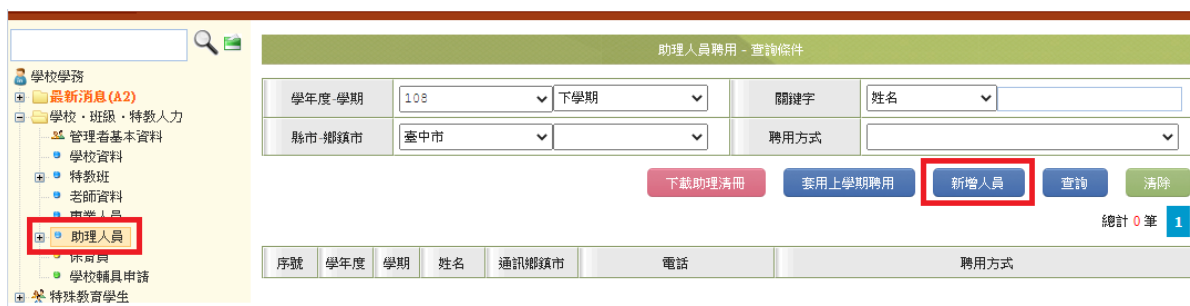 助理人員聘用 - 查詢條件
學校學務
最新消息(A2)
學校‧班級‧特教人力
管理者基本資料
學校資料
特教班
老師資料
專業人員
助理人員
保育員
學校輔具申請
特殊教育學生
學年度-學期 108 下學期 關鍵字 姓名
縣市-鄉鎮市 臺中市 聘用方式
下載助理清冊 套用上學期聘用 新增人員 查詢 清除
總計 0 筆 1
序號 學年度 學期 姓名 通訊鄉鎮市 電話 聘用方式